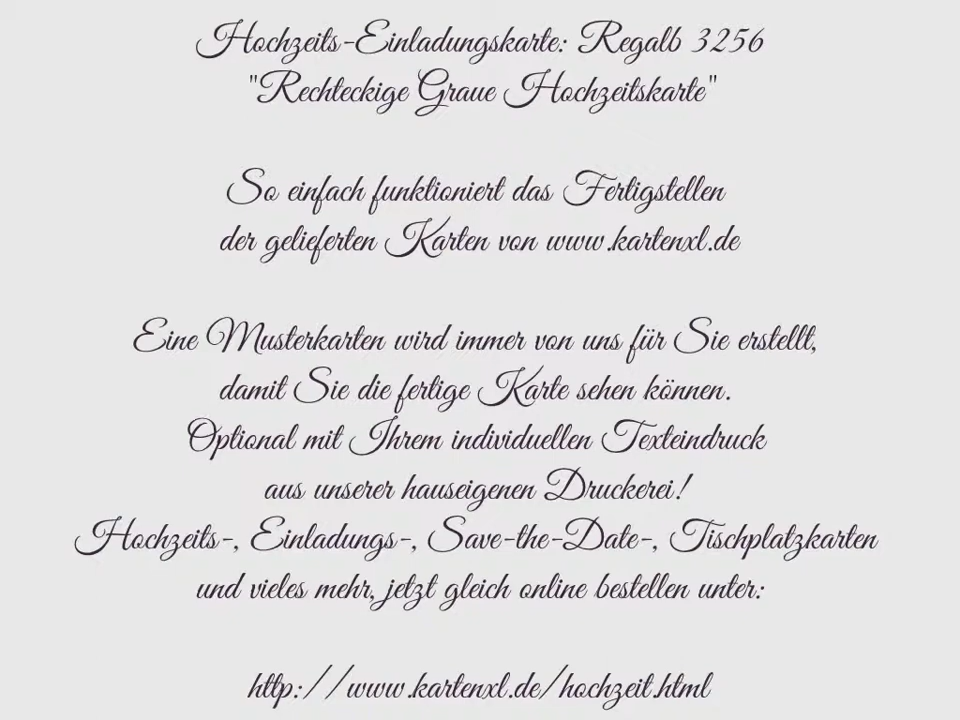 Hochzeits-Einladungskarte: Regalb 3256
"Rechteckige Graue Hochzeitskarte"
So einfach funktioniert das Fertigstellen
der gelieferten Karten von www.kartenxl.de
Eine Musterkarten wird immer von uns für Sie erstellt,
damit Sie die fertige Karte sehen können.
Optional mit Ihrem individuellen Texteindruck
aus unserer hauseigenen Druckerei!
Hochzeits-, Einladungs-, Save-the-Date-, Tischplatzkarten
und vieles mehr, jetzt gleich online bestellen unter:
http://www.kartenxl.de/hochzeit.html